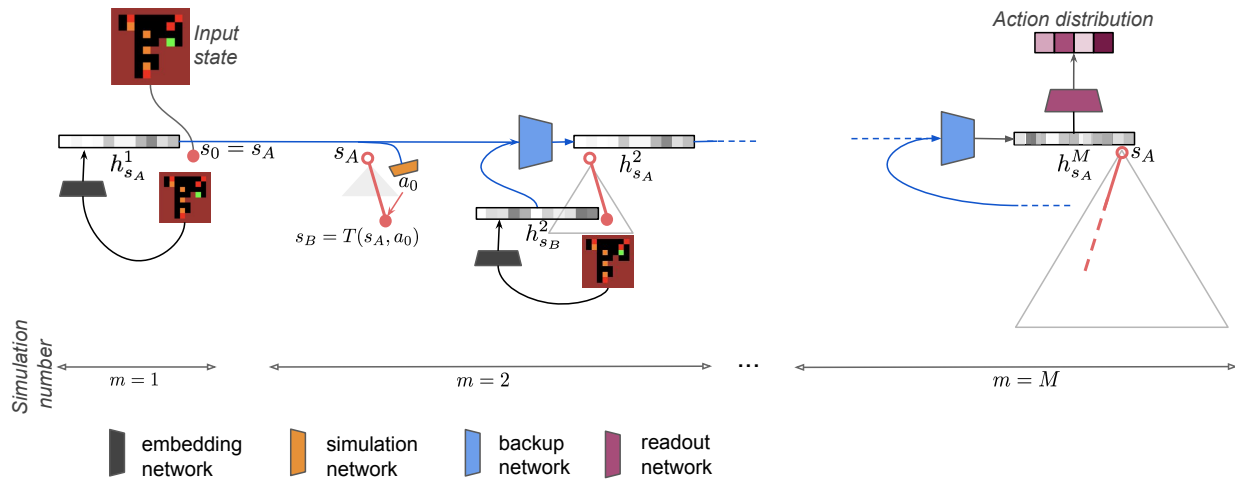 Input
state
Action distribution
$h^1_{s_A}$
$s_0 = s_A$
$s_A$
$a_0$
$s_B = T(s_A, a_0)$
$h^2_{s_A}$
$h^2_{s_B}$
$h^M_{s_A}$
$s_A$
Simulation
number
$m = 1$
$m = 2$
...
$m = M$
embedding
network
simulation
network
backup
network
readout
network